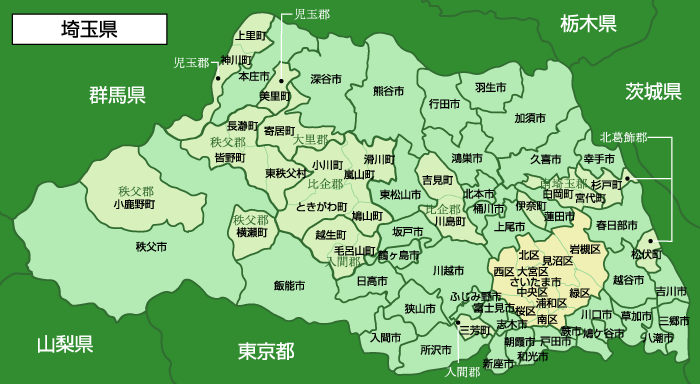 埼玉県
栃木県
群馬県
茨城県
山梨県
東京都
児玉郡
児玉郡
上里町
神川町
本庄市
美里町
深谷市
熊谷市
行田市
羽生市
加須市
北葛飾郡
長瀞町
寄居町
秩父郡
大里郡
皆野町
小川町
滑川町
嵐山町
比企郡
東秩父村
ときがわ町
鳩山町
秩父郡
小鹿野町
秩父市
秩父郡
横瀬町
越生町
毛呂山町
入間郡
飯能市
日高市
鴻巣市
久喜市
幸手市
吉見町
東松山市
比企郡
川島町
北本市
桶川市
伊奈町
南埼玉郡
白岡町
宮代町
杉戸町
蓮田市
上尾市
春日部市
松伏町
坂戸市
鶴ヶ島市
川越市
北区
見沼区
岩槻区
西区
大宮区
さいたま市
中央区
浦和区
緑区
桜区
南区
越谷市
吉川市
ふじみ野市
富士見市
三芳町
志木市
狭山市
入間市
所沢市
入間郡
新座市
朝霞市
和光市
戸田市
蕨市
川口市
鳩ケ谷市
草加市
三郷市
八潮市